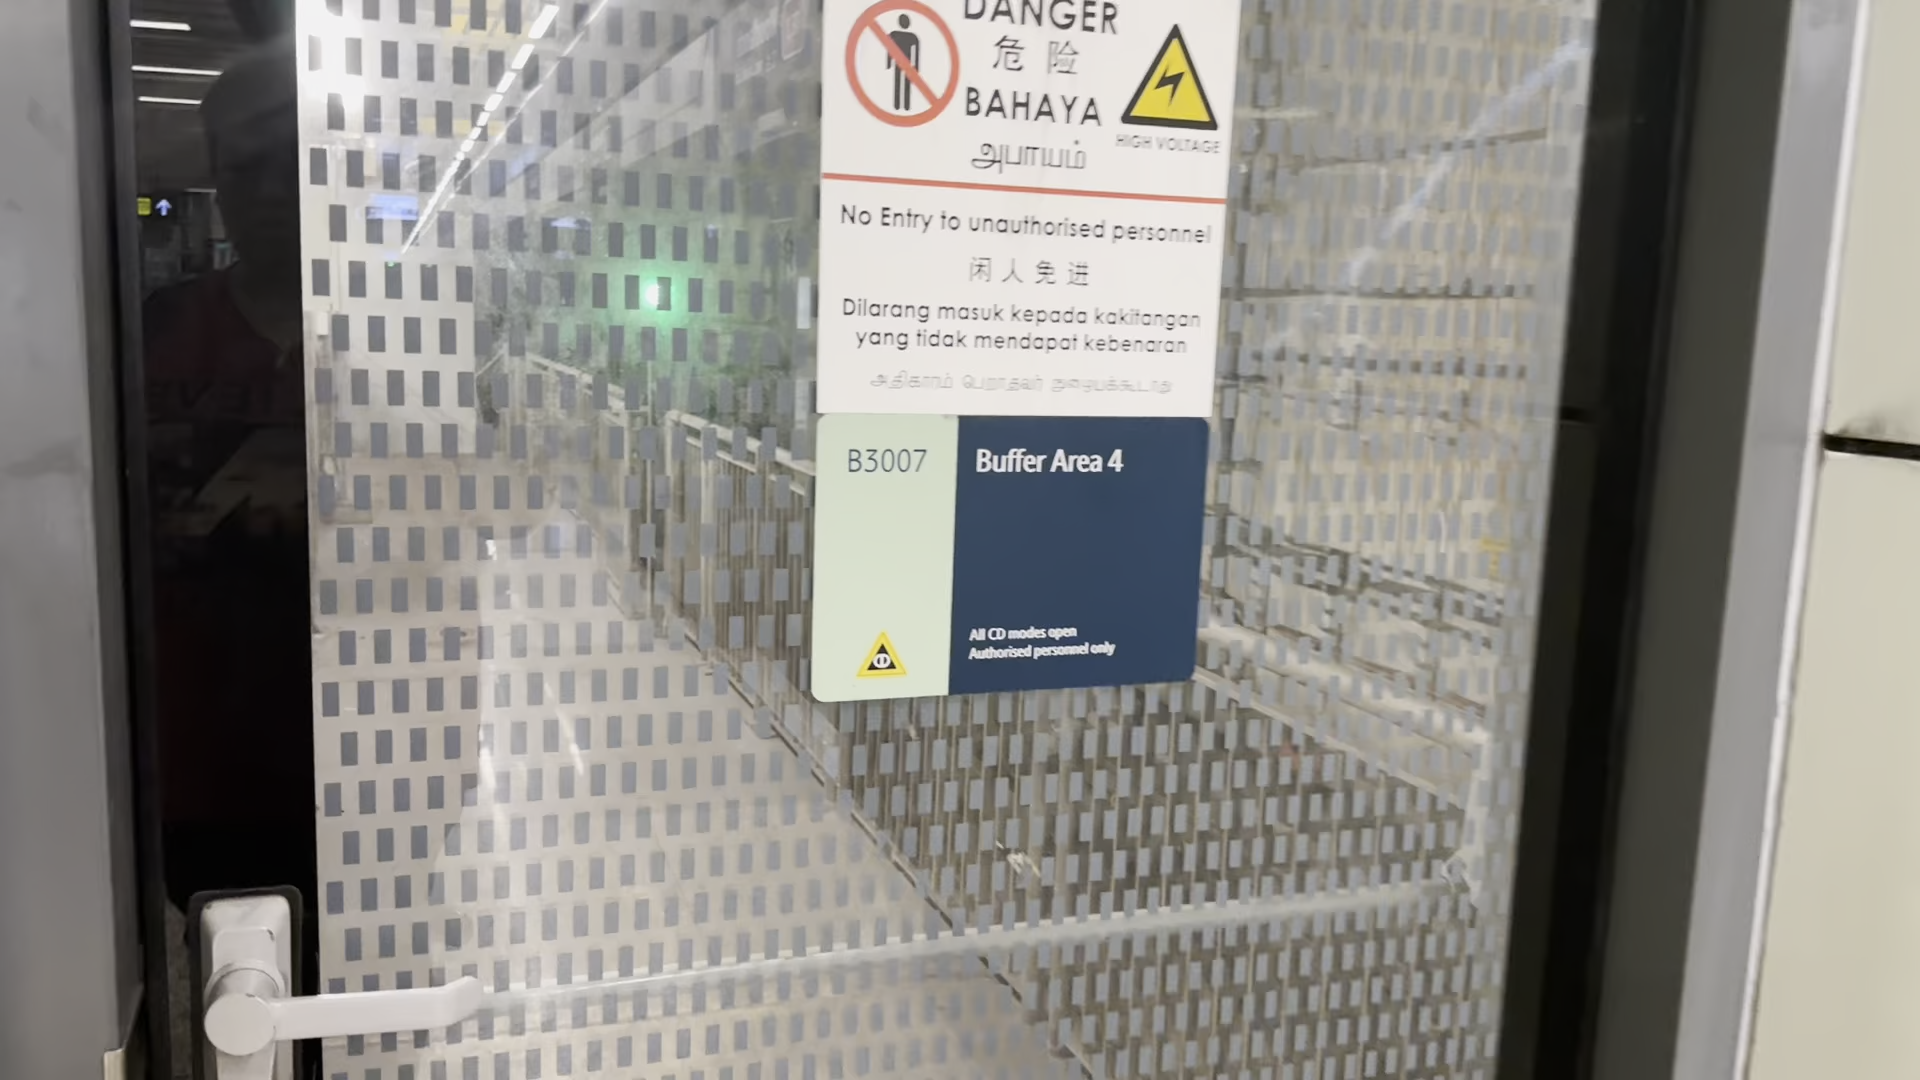 DANGER
危 险
BAHAYA
அபாயம்
HIGH VOLTAGE
No Entry to unauthorised personnel
闲 人 免 进
Dilarang masuk kepada kakitangan
yang tidak mendapat kebenaran
B3007
Buffer Area 4
All CD modes open
Authorised personnel only
CD